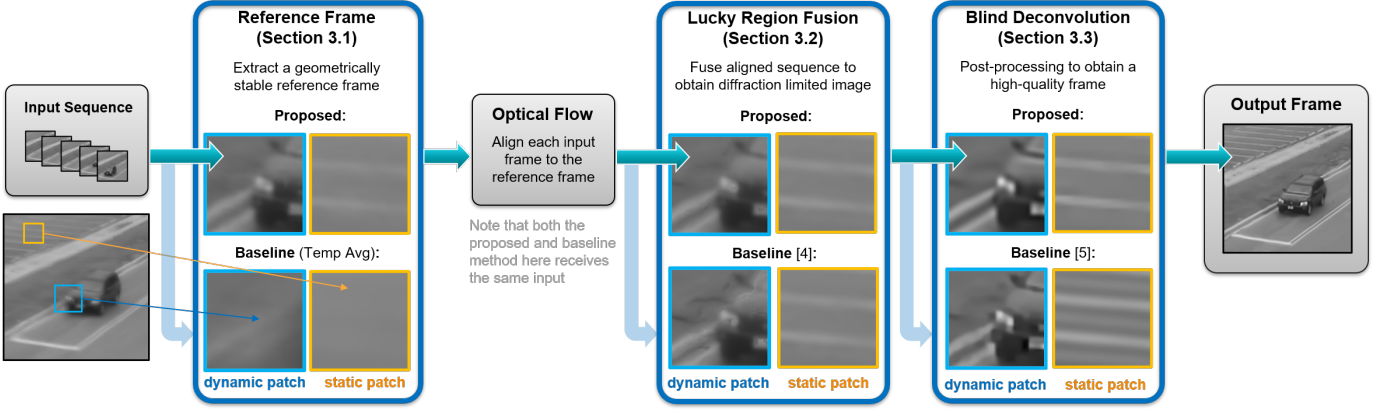 Input Sequence
Reference Frame
(Section 3.1)
Extract a geometrically
stable reference frame
Proposed:
Baseline (Temp Avg):
dynamic patch static patch
Optical Flow
Align each input
frame to the
reference frame
Note that both the
proposed and baseline
method here receives
the same input
Lucky Region Fusion
(Section 3.2)
Fuse aligned sequence to
obtain diffraction limited image
Proposed:
Baseline [4]:
dynamic patch static patch
Blind Deconvolution
(Section 3.3)
Post-processing to obtain a
high-quality frame
Proposed:
Baseline [5]:
dynamic patch static patch
Output Frame